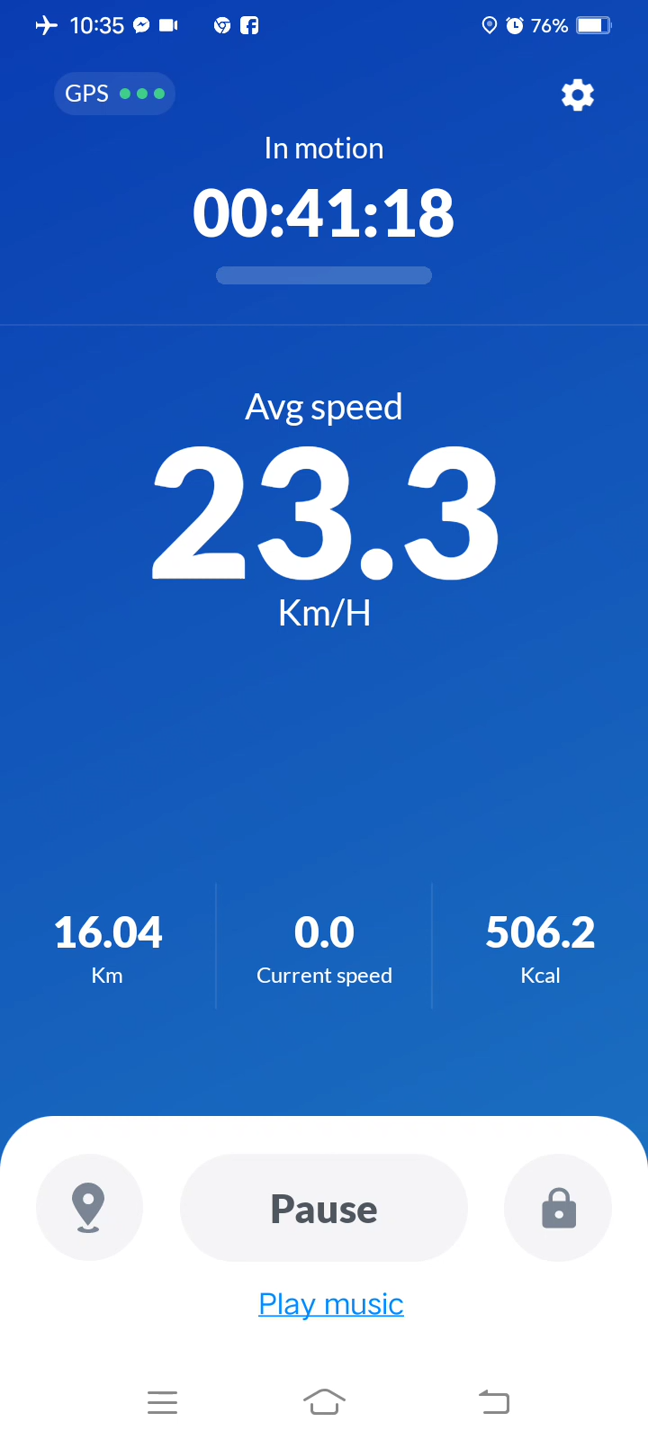 10:35 76%
GPS
In motion
00:41:18
Avg speed
23.3
Km/H
16.04 0.0 506.2
Km Current speed Kcal
Pause
Play music